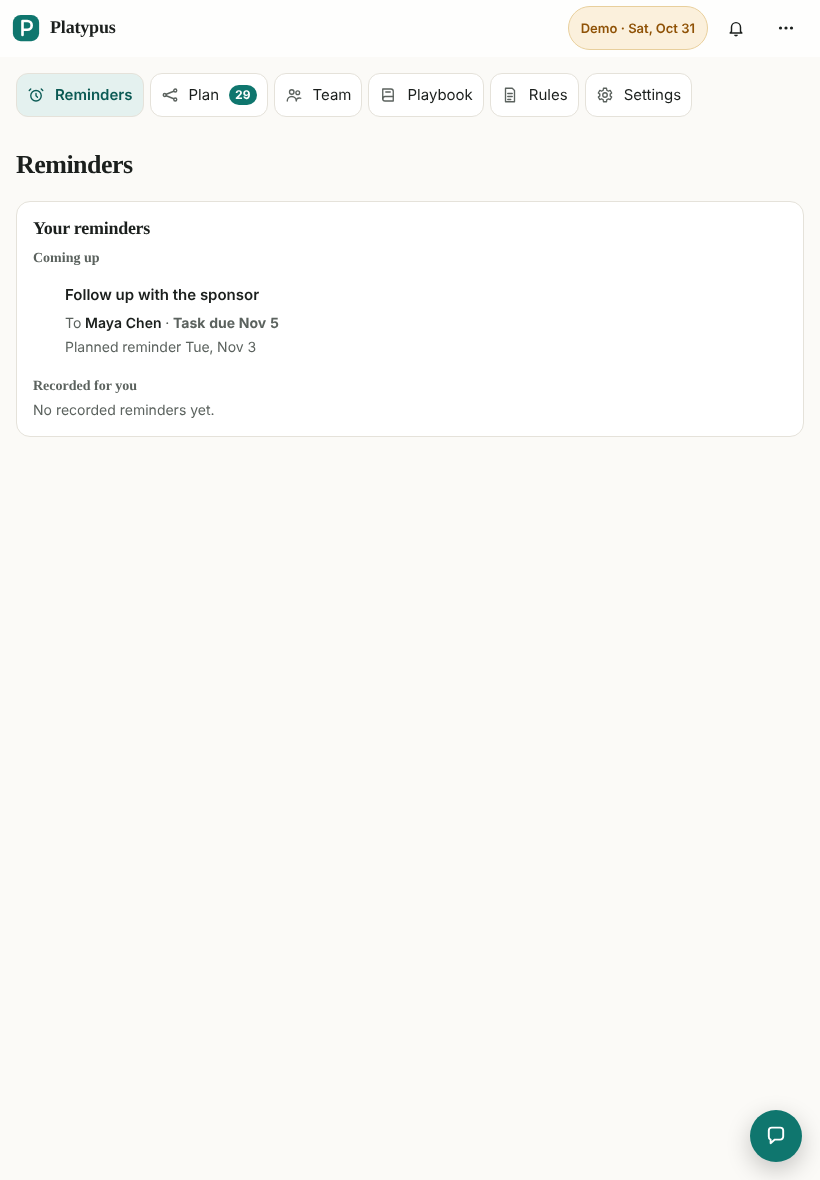 P Platypus
Demo · Sat, Oct 31
Reminders
Plan 29
Team
Playbook
Rules
Settings
Reminders
Your reminders
Coming up
Follow up with the sponsor
To Maya Chen · Task due Nov 5
Planned reminder Tue, Nov 3
Recorded for you
No recorded reminders yet.